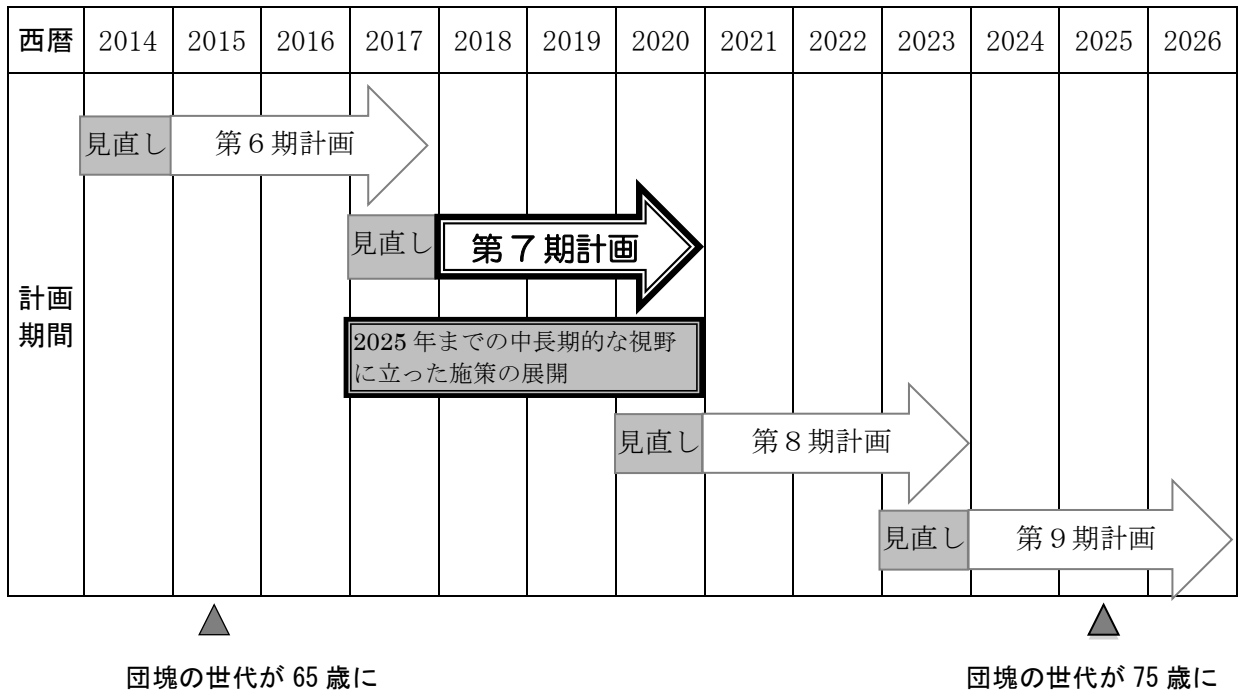 西暦 2014 2015 2016 2017 2018 2019 2020 2021 2022 2023 2024 2025 2026
計画
期間
見直し 第６期計画
見直し 第７期計画
2025 年までの中長期的な視野
に立った施策の展開
見直し 第８期計画
見直し 第９期計画
団塊の世代が 65 歳に
団塊の世代が 75 歳に